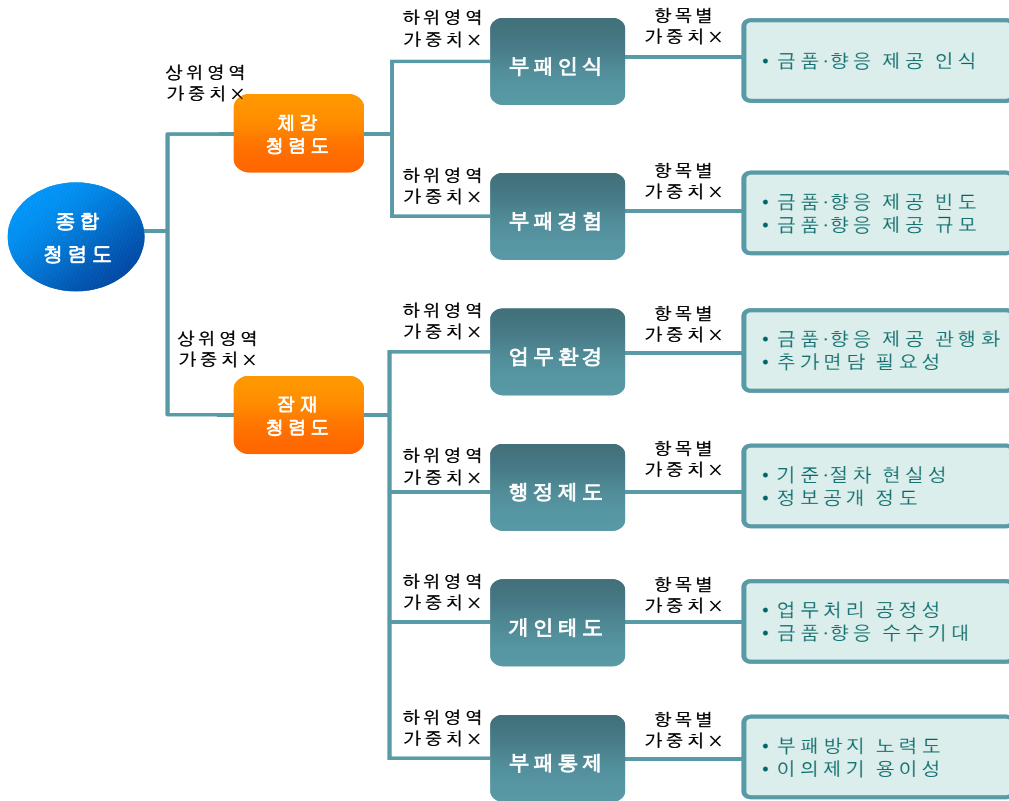 종합
청렴도
상위영역
가중치×
체감
청렴도
하위영역
가중치×
부패인식
항목별
가중치×
• 금품·향응 제공 인식
하위영역
가중치×
부패경험
항목별
가중치×
• 금품·향응 제공 빈도
• 금품·향응 제공 규모
상위영역
가중치×
잠재
청렴도
하위영역
가중치×
업무환경
항목별
가중치×
• 금품·향응 제공 관행화
• 추가면담 필요성
하위영역
가중치×
행정제도
항목별
가중치×
• 기준·절차 현실성
• 정보공개 정도
하위영역
가중치×
개인태도
항목별
가중치×
• 업무처리 공정성
• 금품·향응 수수기대
하위영역
가중치×
부패통제
항목별
가중치×
• 부패방지 노력도
• 이의제기 용이성